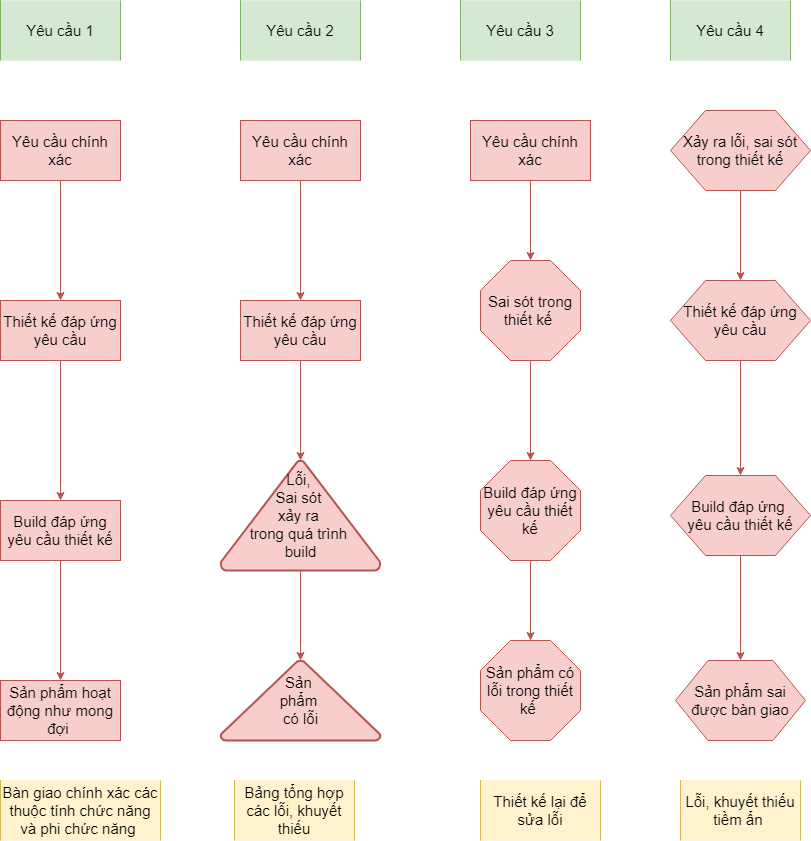 Yêu cầu 1
Yêu cầu 2
Yêu cầu 3
Yêu cầu 4
Yêu cầu chính
xác
Yêu cầu chính
xác
Yêu cầu chính
xác
Xảy ra lỗi, sai sót
trong thiết kế
Thiết kế đáp ứng
yêu cầu
Thiết kế đáp ứng
yêu cầu
Sai sót trong
thiết kế
Thiết kế đáp ứng
yêu cầu
Build đáp ứng
yêu cầu thiết kế
Lỗi,
Sai sót
xảy ra
trong quá trình
build
Build đáp ứng
yêu cầu thiết
kế
Build đáp ứng
yêu cầu thiết kế
Sản phẩm hoạt
động như mong
đợi
Sản
phẩm
có lỗi
Sản phẩm có
lỗi trong thiết
kế
Sản phẩm sai
được bàn giao
Bàn giao chính xác các
thuộc tính chức năng
và phi chức năng
Bảng tổng hợp
các lỗi, khuyết
thiếu
Thiết kế lại để
sửa lỗi
Lỗi, khuyết thiếu
tiềm ẩn